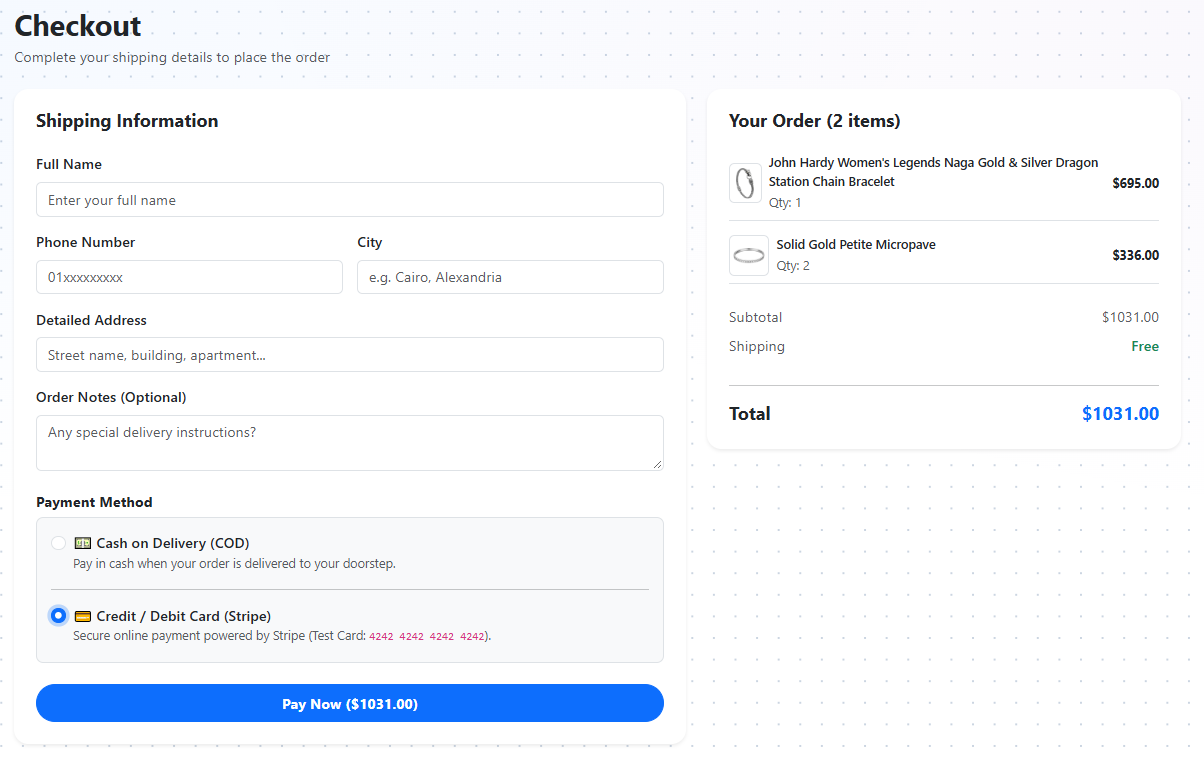 Checkout
Complete your shipping details to place the order
Shipping Information
Full Name
Enter your full name
Phone Number
City
01xxxxxxxxx
e.g. Cairo, Alexandria
Detailed Address
Street name, building, apartment...
Order Notes (Optional)
Any special delivery instructions?
Payment Method
💵 Cash on Delivery (COD)
Pay in cash when your order is delivered to your doorstep.
💳 Credit / Debit Card (Stripe)
Secure online payment powered by Stripe (Test Card: 4242 4242 4242 4242).
Pay Now ($1031.00)
Your Order (2 items)
John Hardy Women's Legends Naga Gold & Silver Dragon
Station Chain Bracelet
$695.00
Qty: 1
Solid Gold Petite Micropave
$336.00
Qty: 2
Subtotal $1031.00
Shipping Free
Total $1031.00